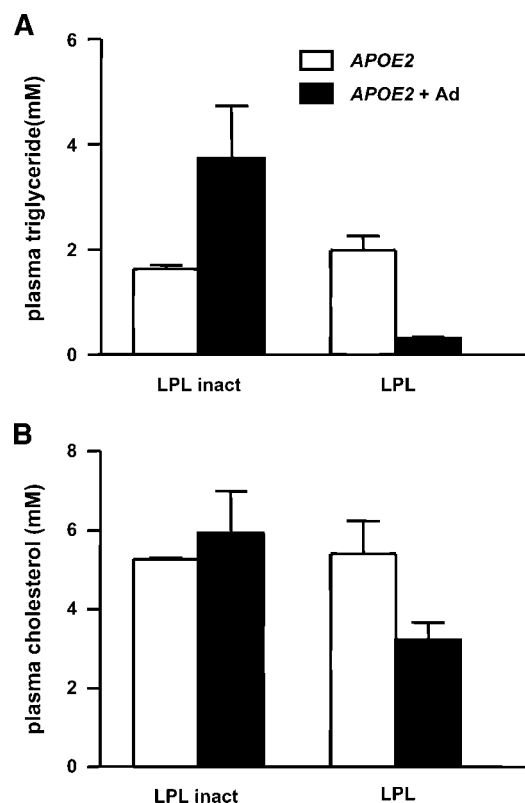 A
plasma triglyceride(mM)
6
4
2
0
APOE2
APOE2 + Ad
LPL inact
LPL
B
plasma cholesterol (mM)
8
6
4
2
0
LPL inact
LPL